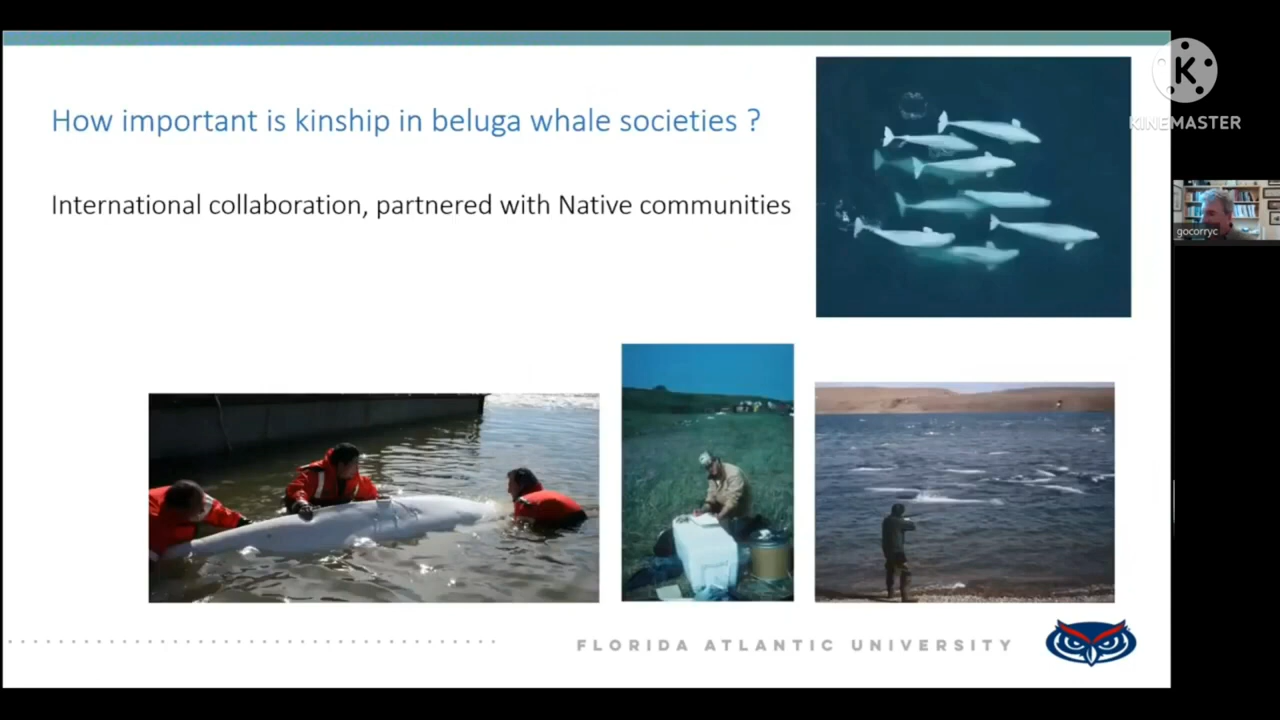 How important is kinship in beluga whale societies ?
International collaboration, partnered with Native communities
KINEMASTER
gocorryc
FLORIDA ATLANTIC UNIVERSITY